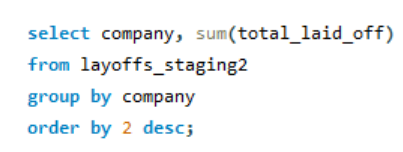 select company, sum(total_laid_off)
from layoffs_staging2
group by company
order by 2 desc;